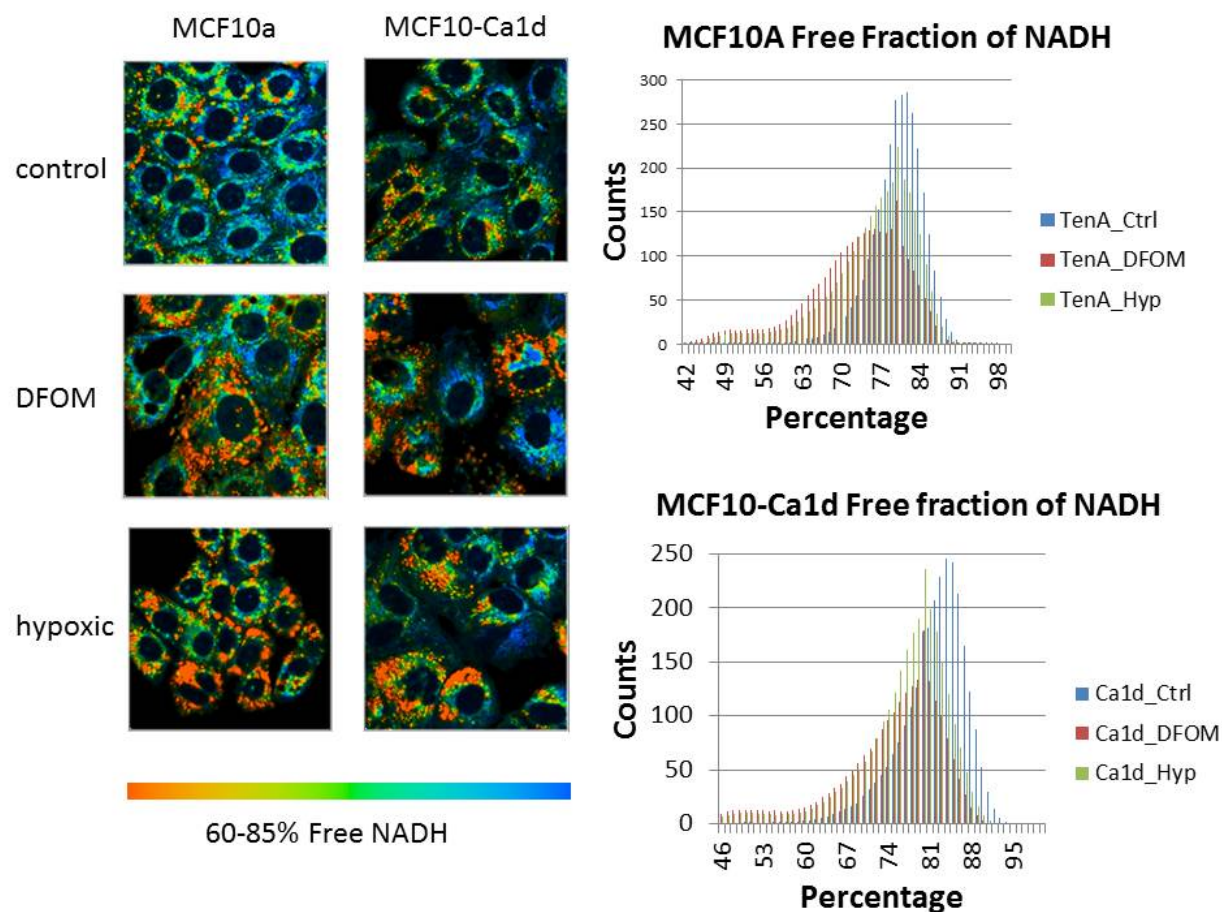 MCF10a
MCF10-Ca1d
control
DFOM
hypoxic
60-85% Free NADH
MCF10A Free Fraction of NADH
Counts
300
250
200
150
100
50
0
42 49 56 63 70 77 84 91 98
Percentage
TenA_Ctrl
TenA_DFOM
TenA_Hyp
MCF10-Ca1d Free fraction of NADH
Counts
250
200
150
100
50
0
46 53 60 67 74 81 88 95
Percentage
Ca1d_Ctrl
Ca1d_DFOM
Ca1d_Hyp